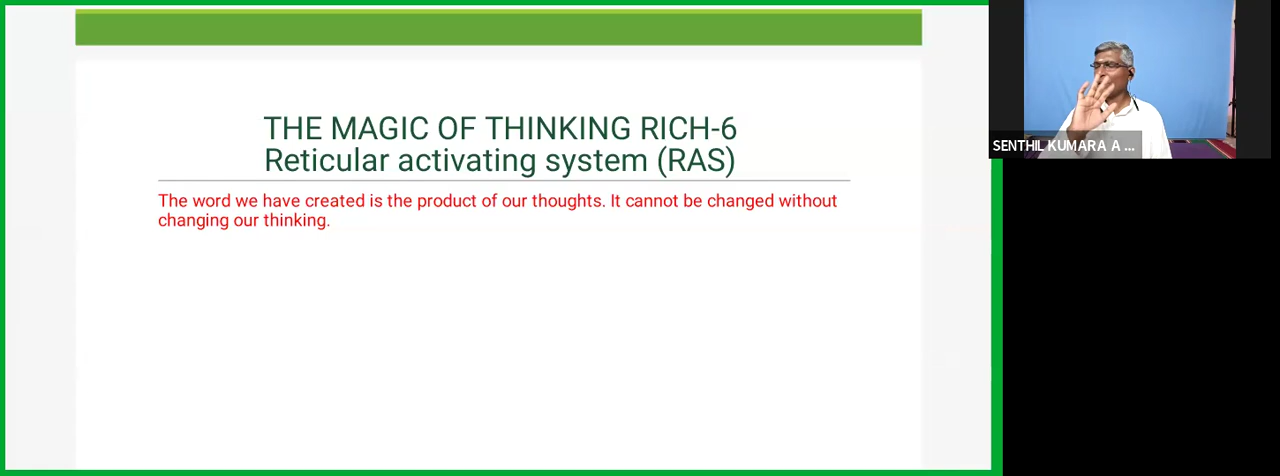 THE MAGIC OF THINKING RICH-6
Reticular activating system (RAS)
The word we have created is the product of our thoughts. It cannot be changed without
changing our thinking.
SENTHIL KUMARA A ...